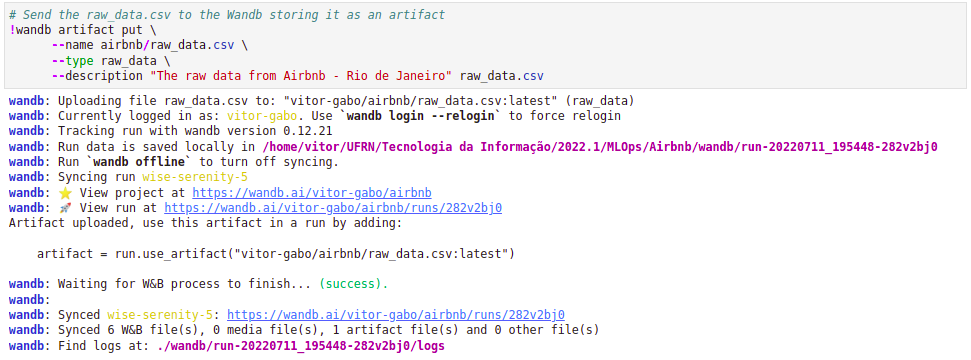 # Send the raw_data.csv to the Wandb storing it as an artifact
!wandb artifact put \
--name airbnb/raw_data.csv \
--type raw_data \
--description "The raw data from Airbnb - Rio de Janeiro" raw_data.csv
wandb: Uploading file raw_data.csv to: "vitor-gabo/airbnb/raw_data.csv:latest" (raw_data)
wandb: Currently logged in as: vitor-gabo. Use `wandb login --relogin` to force relogin
wandb: Tracking run with wandb version 0.12.21
wandb: Run data is saved locally in /home/vitor/UFRN/Tecnologia da Informação/2022.1/MLOps/Airbnb/wandb/run-20220711_195448-282v2bj0
wandb: Run `wandb offline` to turn off syncing.
wandb: Syncing run wise-serenity-5
wandb: ⭐ View project at https://wandb.ai/vitor-gabo/airbnb
wandb: 🚀 View run at https://wandb.ai/vitor-gabo/airbnb/runs/282v2bj0
Artifact uploaded, use this artifact in a run by adding:
artifact = run.use_artifact("vitor-gabo/airbnb/raw_data.csv:latest")
wandb: Waiting for W&B process to finish... (success).
wandb:
wandb: Synced wise-serenity-5: https://wandb.ai/vitor-gabo/airbnb/runs/282v2bj0
wandb: Synced 6 W&B file(s), 0 media file(s), 1 artifact file(s) and 0 other file(s)
wandb: Find logs at: ./wandb/run-20220711_195448-282v2bj0/logs